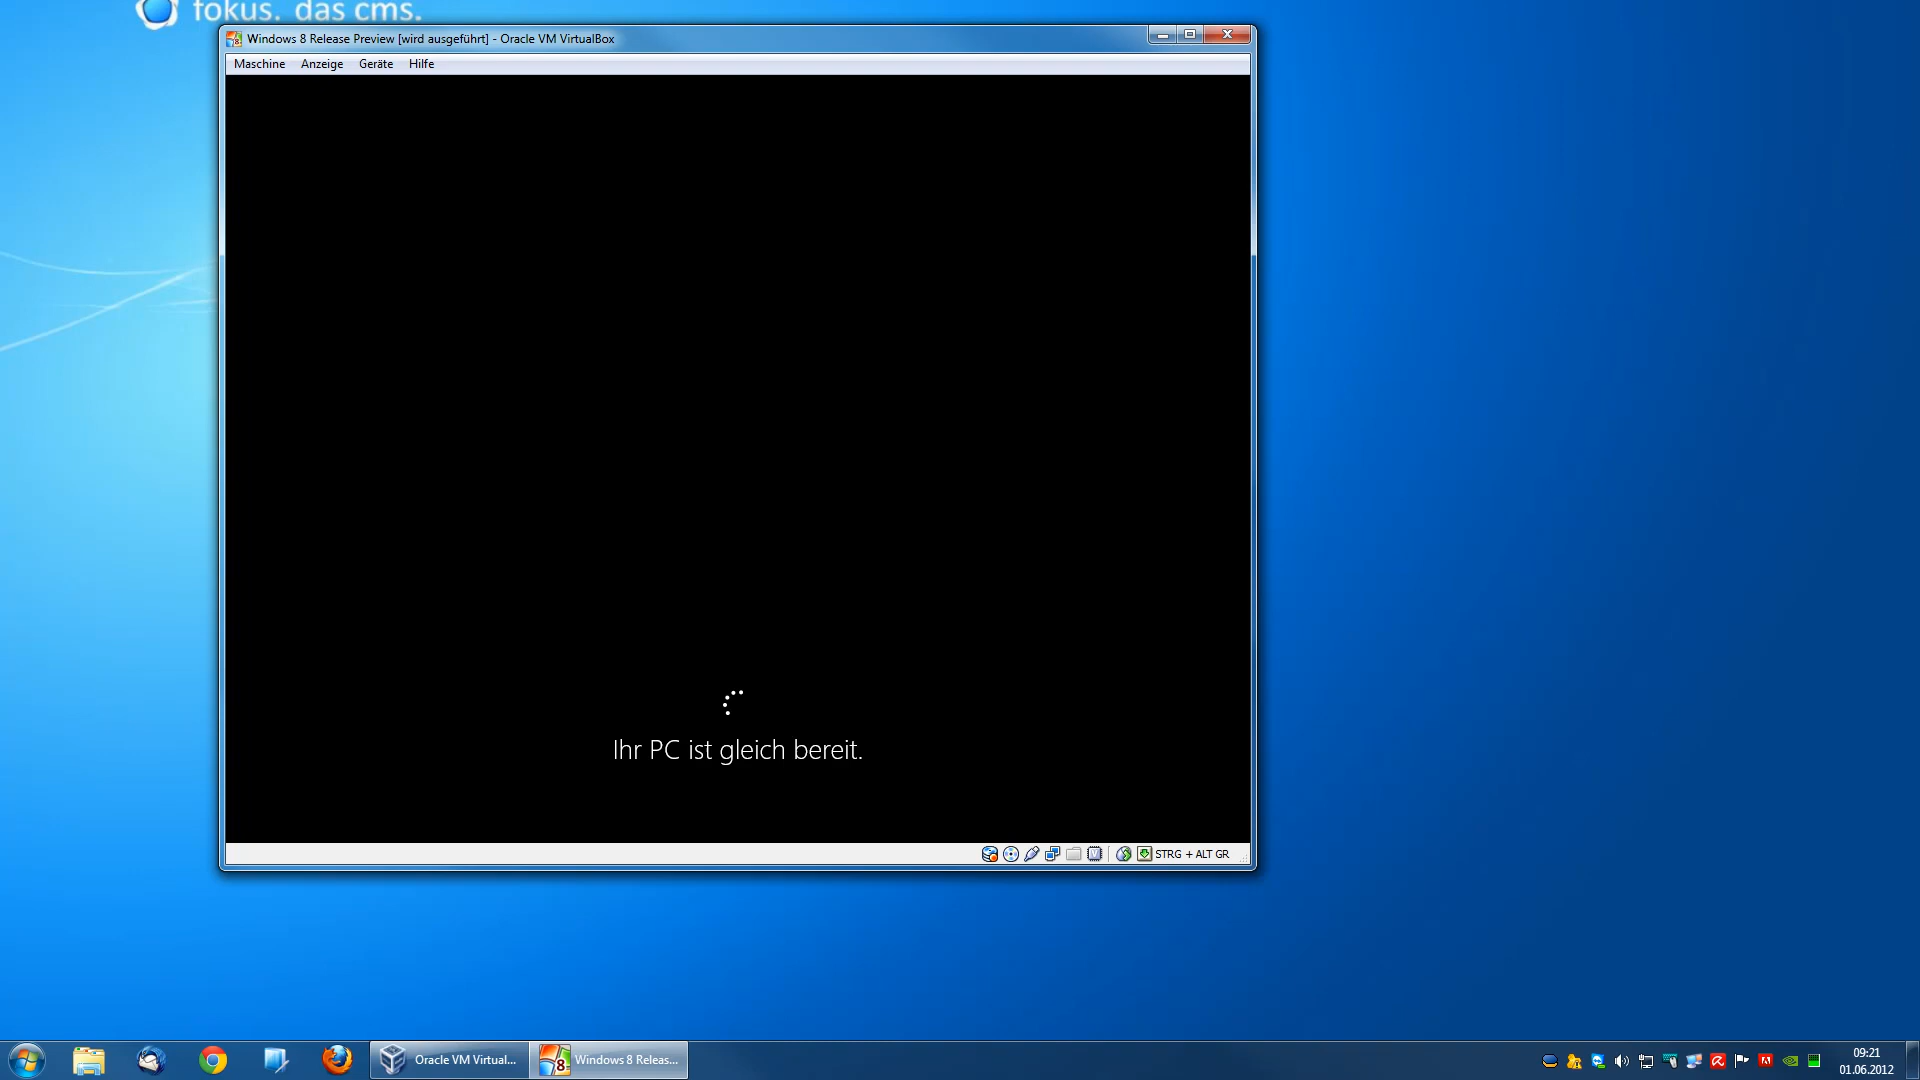 fokus. das cms.
Windows 8 Release Preview [wird ausgeführt] - Oracle VM VirtualBox
Maschine Anzeige Geräte Hilfe
Ihr PC ist gleich bereit.
STRG + ALT GR
Oracle VM Virtual... Windows 8 Releas...
09:21
01.06.2012